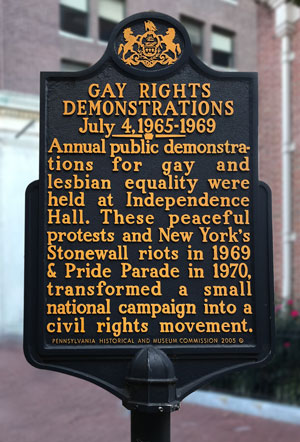 GAY RIGHTS
DEMONSTRATIONS
July 4, 1965-1969
Annual public demonstra-
tions for gay and
lesbian equality were
held at Independence
Hall. These peaceful
protests and New York's
Stonewall riots in 1969
& Pride Parade in 1970,
transformed a small
national campaign into a
civil rights movement.
PENNSYLVANIA HISTORICAL AND MUSEUM COMMISSION 2005 ©